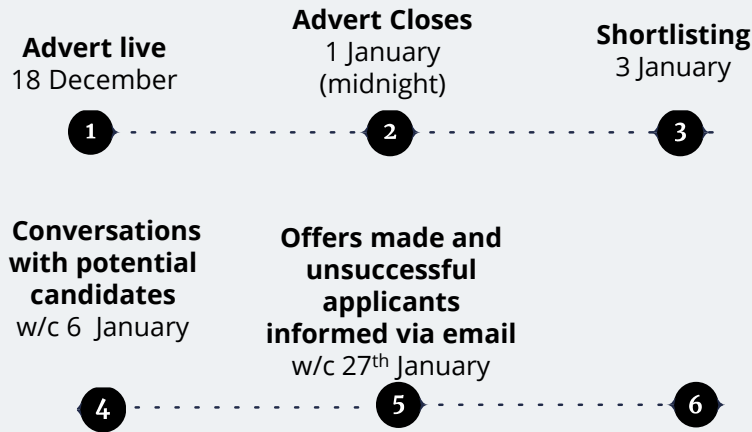 Advert live
18 December
Advert Closes
1 January
(midnight)
Shortlisting
3 January
1
2
3
Conversations
with potential
candidates
w/c 6 January
Offers made and
unsuccessful
applicants
informed via email
w/c 27th January
4
5
6